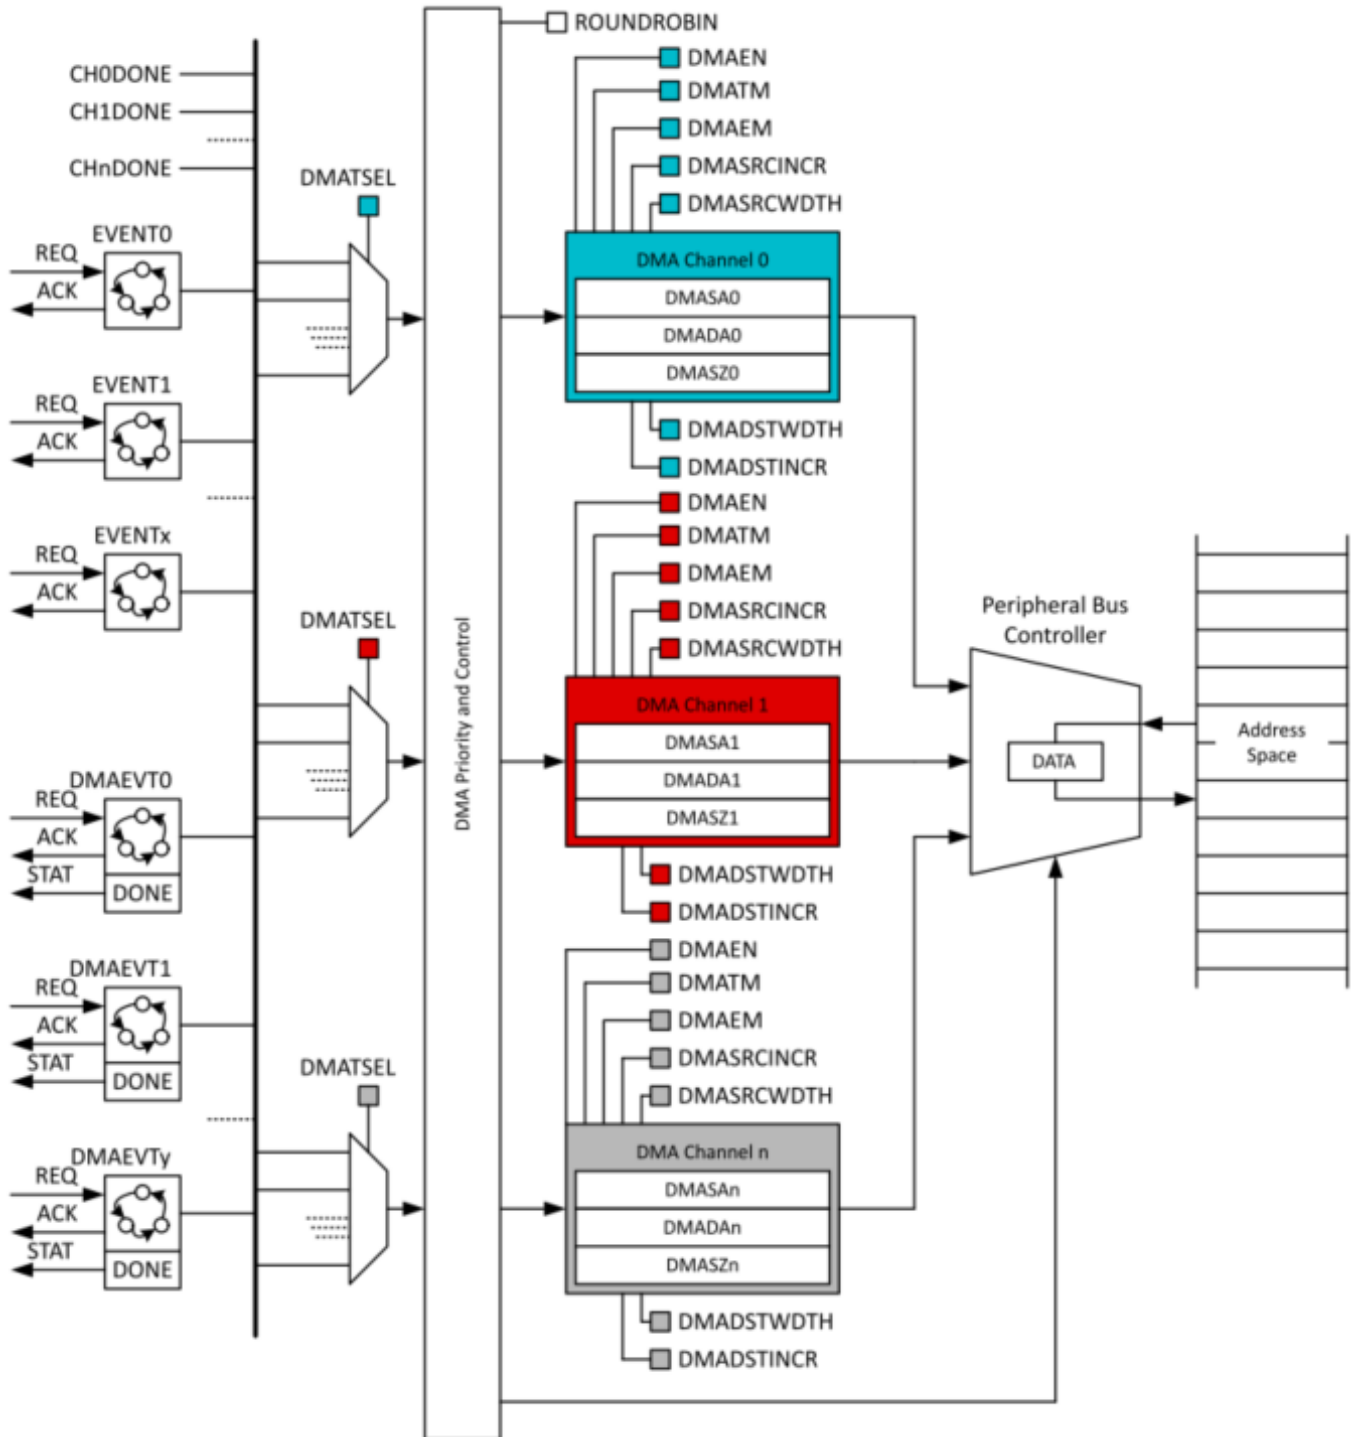 ROUNDROBIN
CH0DONE
CH1DONE
CHnDONE
EVENT0
REQ
ACK
EVENT1
REQ
ACK
EVENTx
REQ
ACK
DMAEVT0
REQ
ACK
STAT
DONE
DMAEVT1
REQ
ACK
STAT
DONE
DMAEVTy
REQ
ACK
STAT
DONE
DMATSEL
DMATSEL
DMATSEL
DMA Priority and Control
DMAEN
DMATM
DMAEM
DMASRCINCR
DMASRCWDTH
DMA Channel 0
DMASA0
DMADA0
DMASZ0
DMADSTWDTH
DMADSTINCR
DMAEN
DMATM
DMAEM
DMASRCINCR
DMASRCWDTH
DMA Channel 1
DMASA1
DMADA1
DMASZ1
DMADSTWDTH
DMADSTINCR
DMAEN
DMATM
DMAEM
DMASRCINCR
DMASRCWDTH
DMA Channel n
DMASAn
DMADAn
DMASZn
DMADSTWDTH
DMADSTINCR
Peripheral Bus
Controller
DATA
Address
Space